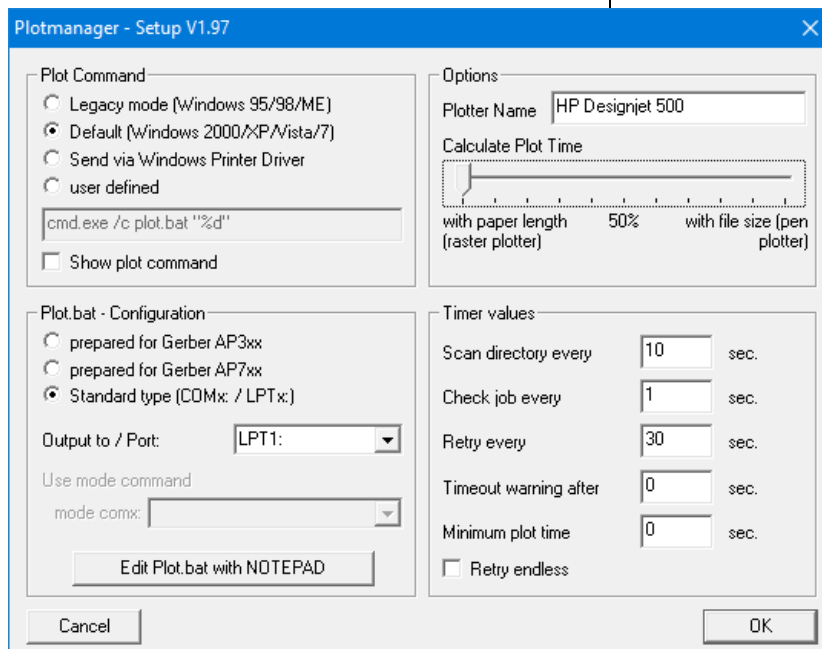 Plotmanager - Setup V1.97
Plot Command
Legacy mode (Windows 95/98/ME)
Default (Windows 2000/XP/Vista/7)
Send via Windows Printer Driver
user defined
cmd.exe /c plot.bat "%d"
Show plot command
Options
Plotter Name HP Designjet 500
Calculate Plot Time
with paper length 50% with file size (pen
(raster plotter) plotter)
Plot.bat - Configuration
prepared for Gerber AP3xx
prepared for Gerber AP7xx
Standard type (COMx: / LPTx:)
Output to / Port: LPT1:
Use mode command
mode comx:
Edit Plot.bat with NOTEPAD
Timer values
Scan directory every 10 sec.
Check job every 1 sec.
Retry every 30 sec.
Timeout warning after 0 sec.
Minimum plot time 0 sec.
Retry endless
Cancel OK